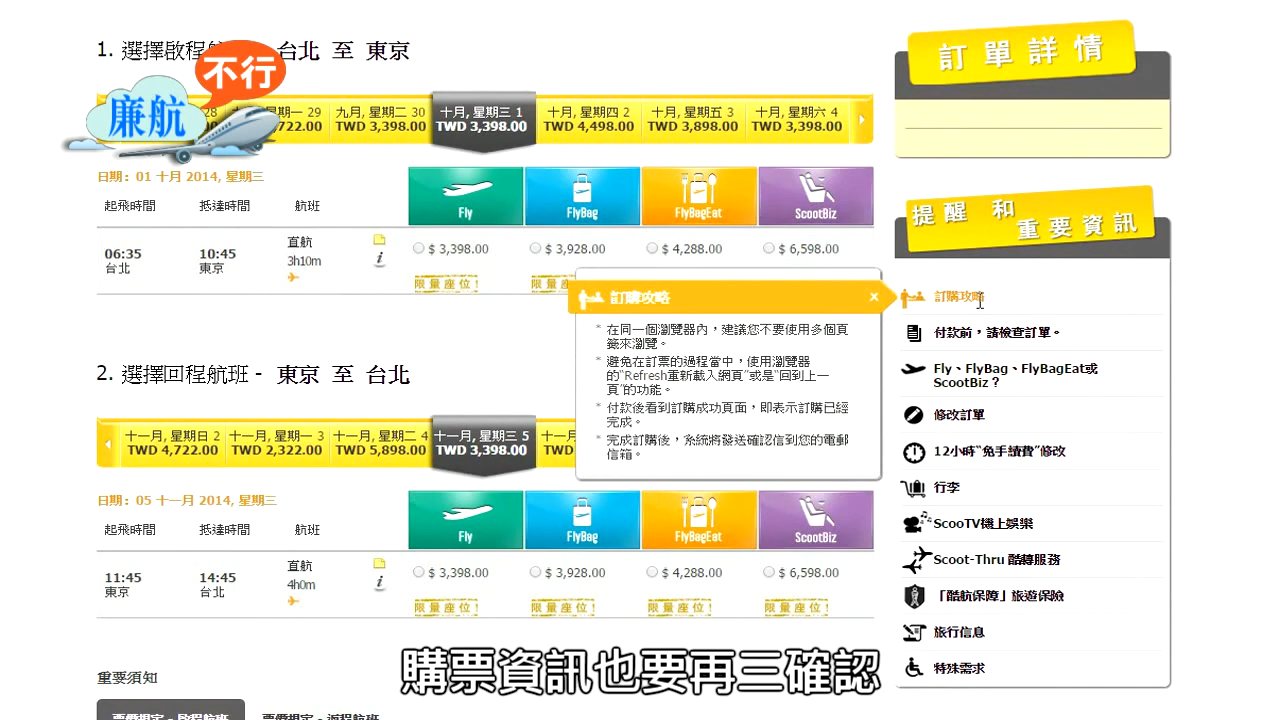 1. 選擇啟程航
台北 至 東京
不行
廉航
28
期一 29
,722.00
九月, 星期二 30
TWD 3,398.00
十月, 星期三 1
TWD 3,398.00
十月, 星期四 2
TWD 4,498.00
十月, 星期五 3
TWD 3,898.00
十月, 星期六 4
TWD 3,398.00
日期：01 十月 2014, 星期三
起飛時間 抵達時間 航班
Fly
FlyBag
FlyBagEat
ScootBiz
06:35
台北
10:45
東京
直航
3h10m
i
$ 3,398.00
$ 3,928.00
$ 4,288.00
$ 6,598.00
限量座位！
限量座
2. 選擇回程航班 - 東京 至 台北
十一月, 星期日 2
TWD 4,722.00
十一月, 星期一 3
TWD 2,322.00
十一月, 星期二 4
TWD 5,898.00
十一月, 星期三 5
TWD 3,398.00
十一月
TWD
日期：05 十一月 2014, 星期三
起飛時間 抵達時間 航班
Fly
FlyBag
FlyBagEat
ScootBiz
11:45
東京
14:45
台北
直航
4h0m
i
$ 3,398.00
$ 3,928.00
$ 4,288.00
$ 6,598.00
限量座位！
限量座位！
限量座位！
限量座位！
重要須知
票價規定 - 啟程航班
票價規定 - 返程航班
訂購攻略
×
* 在同一個瀏覽器內，建議您不要使用多個頁
籤來瀏覽。
* 避免在訂票的過程當中，使用瀏覽器
的"Refresh重新載入網頁"或是"回到上一
頁"的功能。
* 付款後看到訂購成功頁面，即表示訂購已經
完成。
* 完成訂購後，系統將發送確認信到您的電郵
信箱。
訂單詳情
提醒 和
重要資訊
訂購攻略
付款前，請檢查訂單。
Fly、FlyBag、FlyBagEat或
ScootBiz？
修改訂單
12小時"免手續費"修改
行李
ScooTV機上娛樂
Scoot-Thru 酷轉服務
「酷航保障」旅遊保險
旅行信息
特殊需求
購票資訊也要再三確認